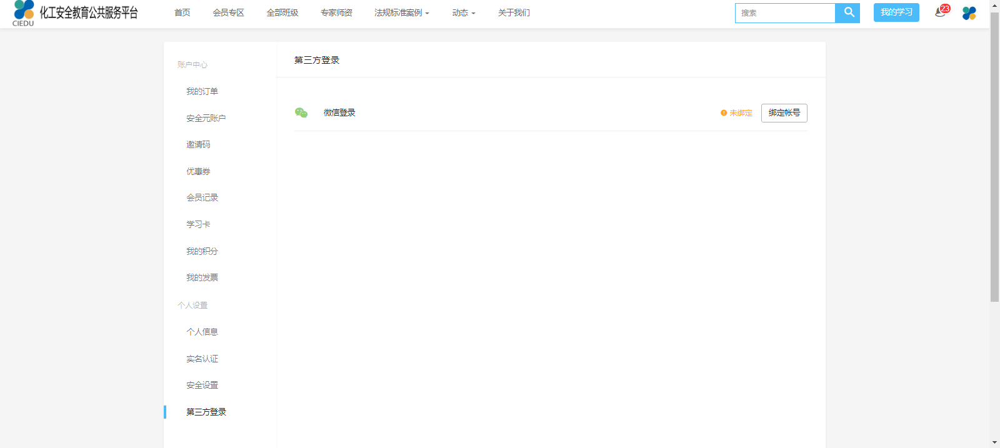 CIEDU
化工安全教育公共服务平台
首页
会员专区
全部班级
专家师资
法规标准案例
动态
关于我们
搜索
我的学习
23
账户中心
我的订单
安全元账户
邀请码
优惠券
会员记录
学习卡
我的积分
我的发票
个人设置
个人信息
实名认证
安全设置
第三方登录
第三方登录
微信登录
未绑定
绑定帐号